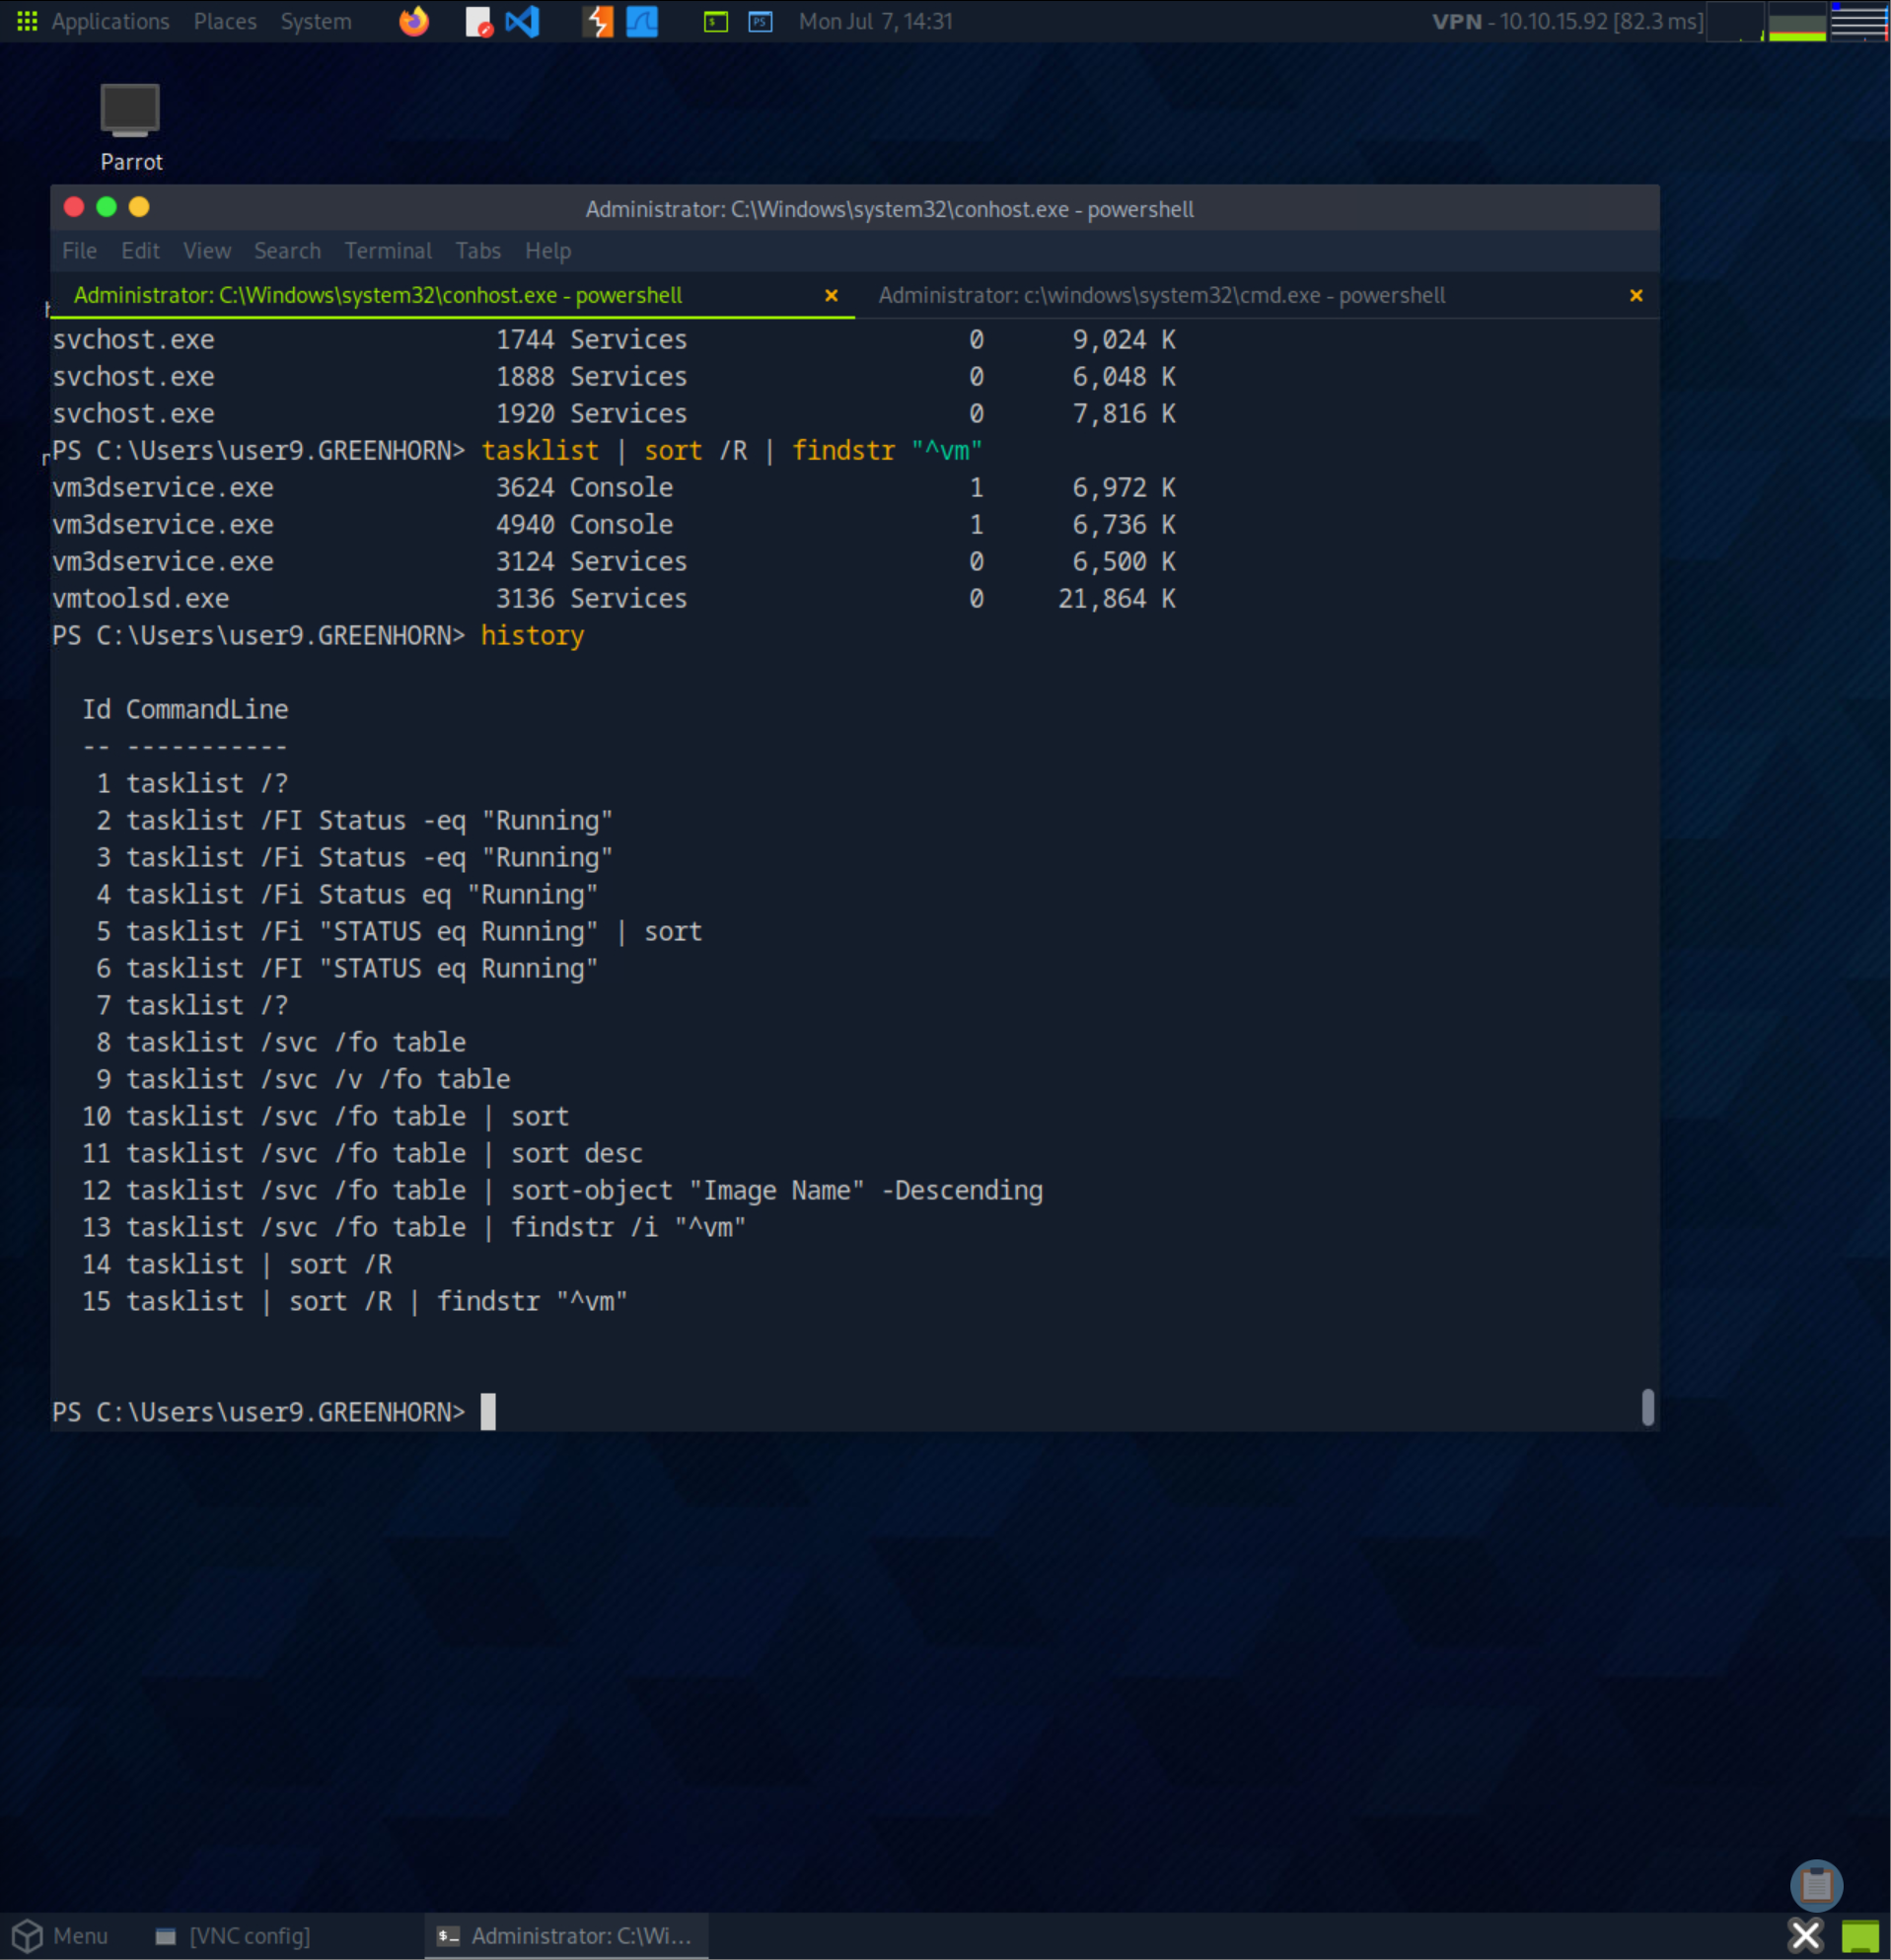 Applications Places System Mon Jul 7, 14:31 VPN - 10.10.15.92 [82.3 ms]
Parrot
Administrator: C:\Windows\system32\conhost.exe - powershell
File Edit View Search Terminal Tabs Help
Administrator: C:\Windows\system32\conhost.exe - powershell × Administrator: c:\windows\system32\cmd.exe - powershell ×
svchost.exe 1744 Services 0 9,024 K
svchost.exe 1888 Services 0 6,048 K
svchost.exe 1920 Services 0 7,816 K
PS C:\Users\user9.GREENHORN> tasklist | sort /R | findstr "^vm"
vm3dservice.exe 3624 Console 1 6,972 K
vm3dservice.exe 4940 Console 1 6,736 K
vm3dservice.exe 3124 Services 0 6,500 K
vmtoolsd.exe 3136 Services 0 21,864 K
PS C:\Users\user9.GREENHORN> history
Id CommandLine
-- -----------
1 tasklist /?
2 tasklist /FI Status -eq "Running"
3 tasklist /Fi Status -eq "Running"
4 tasklist /Fi Status eq "Running"
5 tasklist /Fi "STATUS eq Running" | sort
6 tasklist /FI "STATUS eq Running"
7 tasklist /?
8 tasklist /svc /fo table
9 tasklist /svc /v /fo table
10 tasklist /svc /fo table | sort
11 tasklist /svc /fo table | sort desc
12 tasklist /svc /fo table | sort-object "Image Name" -Descending
13 tasklist /svc /fo table | findstr /i "^vm"
14 tasklist | sort /R
15 tasklist | sort /R | findstr "^vm"
PS C:\Users\user9.GREENHORN>
Menu [VNC config] Administrator: C:\Wi...